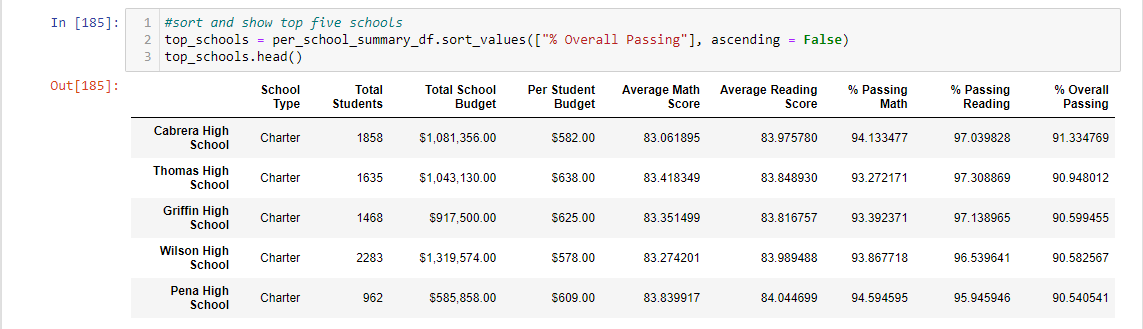 In [185]:
1 #sort and show top five schools
2 top_schools = per_school_summary_df.sort_values(["% Overall Passing"], ascending = False)
3 top_schools.head()
Out[185]:
School Type Total Students Total School Budget Per Student Budget Average Math Score Average Reading Score % Passing Math % Passing Reading % Overall Passing
Cabrera High School Charter 1858 $1,081,356.00 $582.00 83.061895 83.975780 94.133477 97.039828 91.334769
Thomas High School Charter 1635 $1,043,130.00 $638.00 83.418349 83.848930 93.272171 97.308869 90.948012
Griffin High School Charter 1468 $917,500.00 $625.00 83.351499 83.816757 93.392371 97.138965 90.599455
Wilson High School Charter 2283 $1,319,574.00 $578.00 83.274201 83.989488 93.867718 96.539641 90.582567
Pena High School Charter 962 $585,858.00 $609.00 83.839917 84.044699 94.594595 95.945946 90.540541